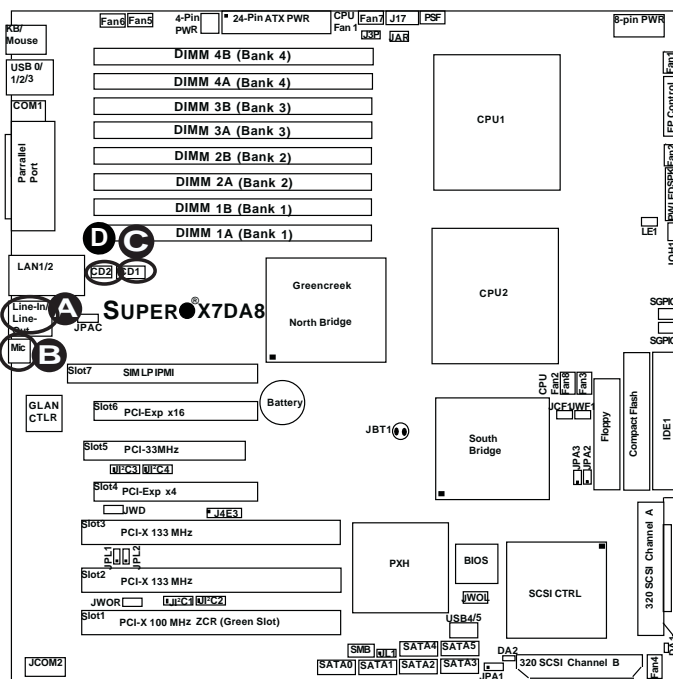 Fan6 Fan5 4-Pin PWR 24-Pin ATX PWR CPU Fan 1 Fan7 J17 PSF 8-pin PWR
J3P JAR
KB/ Mouse
USB 0/ 1/2/3
COM1
Parrallel Port
DIMM 4B (Bank 4)
DIMM 4A (Bank 4)
DIMM 3B (Bank 3)
DIMM 3A (Bank 3)
DIMM 2B (Bank 2)
DIMM 2A (Bank 2)
DIMM 1B (Bank 1)
DIMM 1A (Bank 1)
CPU1
Fan1
FP Control
Fan2
LE1
JOH1
D C
CD2 CD1
LAN1/2
Line-In/ Line-
A
JPAC
SUPER ® X7DA8
Mic
B
Greencreek
North Bridge
CPU2
SGPIO
SGPIO
Slot7 SIMLP IPMI
GLAN CTLR
Slot6 PCI-Exp x16
Battery
JBT1
CPU Fan2 Fan8 Fan3
JCF1 JWF1
Floppy
Compact Flash
IDE1
South Bridge
JPA3 JPA2
Slot5 PCI-33MHz
JI²C3 JI²C4
Slot4 PCI-Exp x4
JWD J4E3
Slot3 PCI-X 133 MHz
JPL1 JPL2
Slot2 PCI-X 133 MHz
JWOR JI²C1 JI²C2
Slot1 PCI-X 100 MHz ZCR (Green Slot)
PXH
BIOS
JWOL
USB4/5
SCSI CTRL
320 SCSI Channel A
JCOM2
SMB JL1 SATA4 SATA5
SATA0 SATA1 SATA2 SATA3
DA2
JPA1
320 SCSI Channel B
Fan4